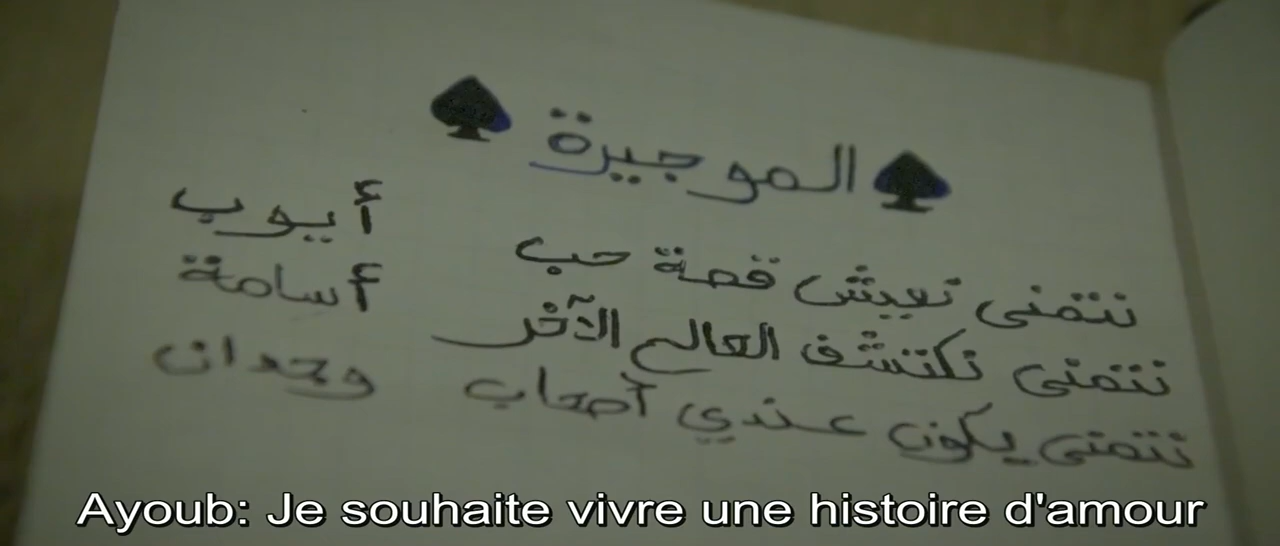 الموجيرة
نتمنى نعيش قصة حب أيوب
نتمنى نكتشف العالم الآخر أسامة
نتمنى يكون عندي أصحاب وجدان
Ayoub: Je souhaite vivre une histoire d'amour